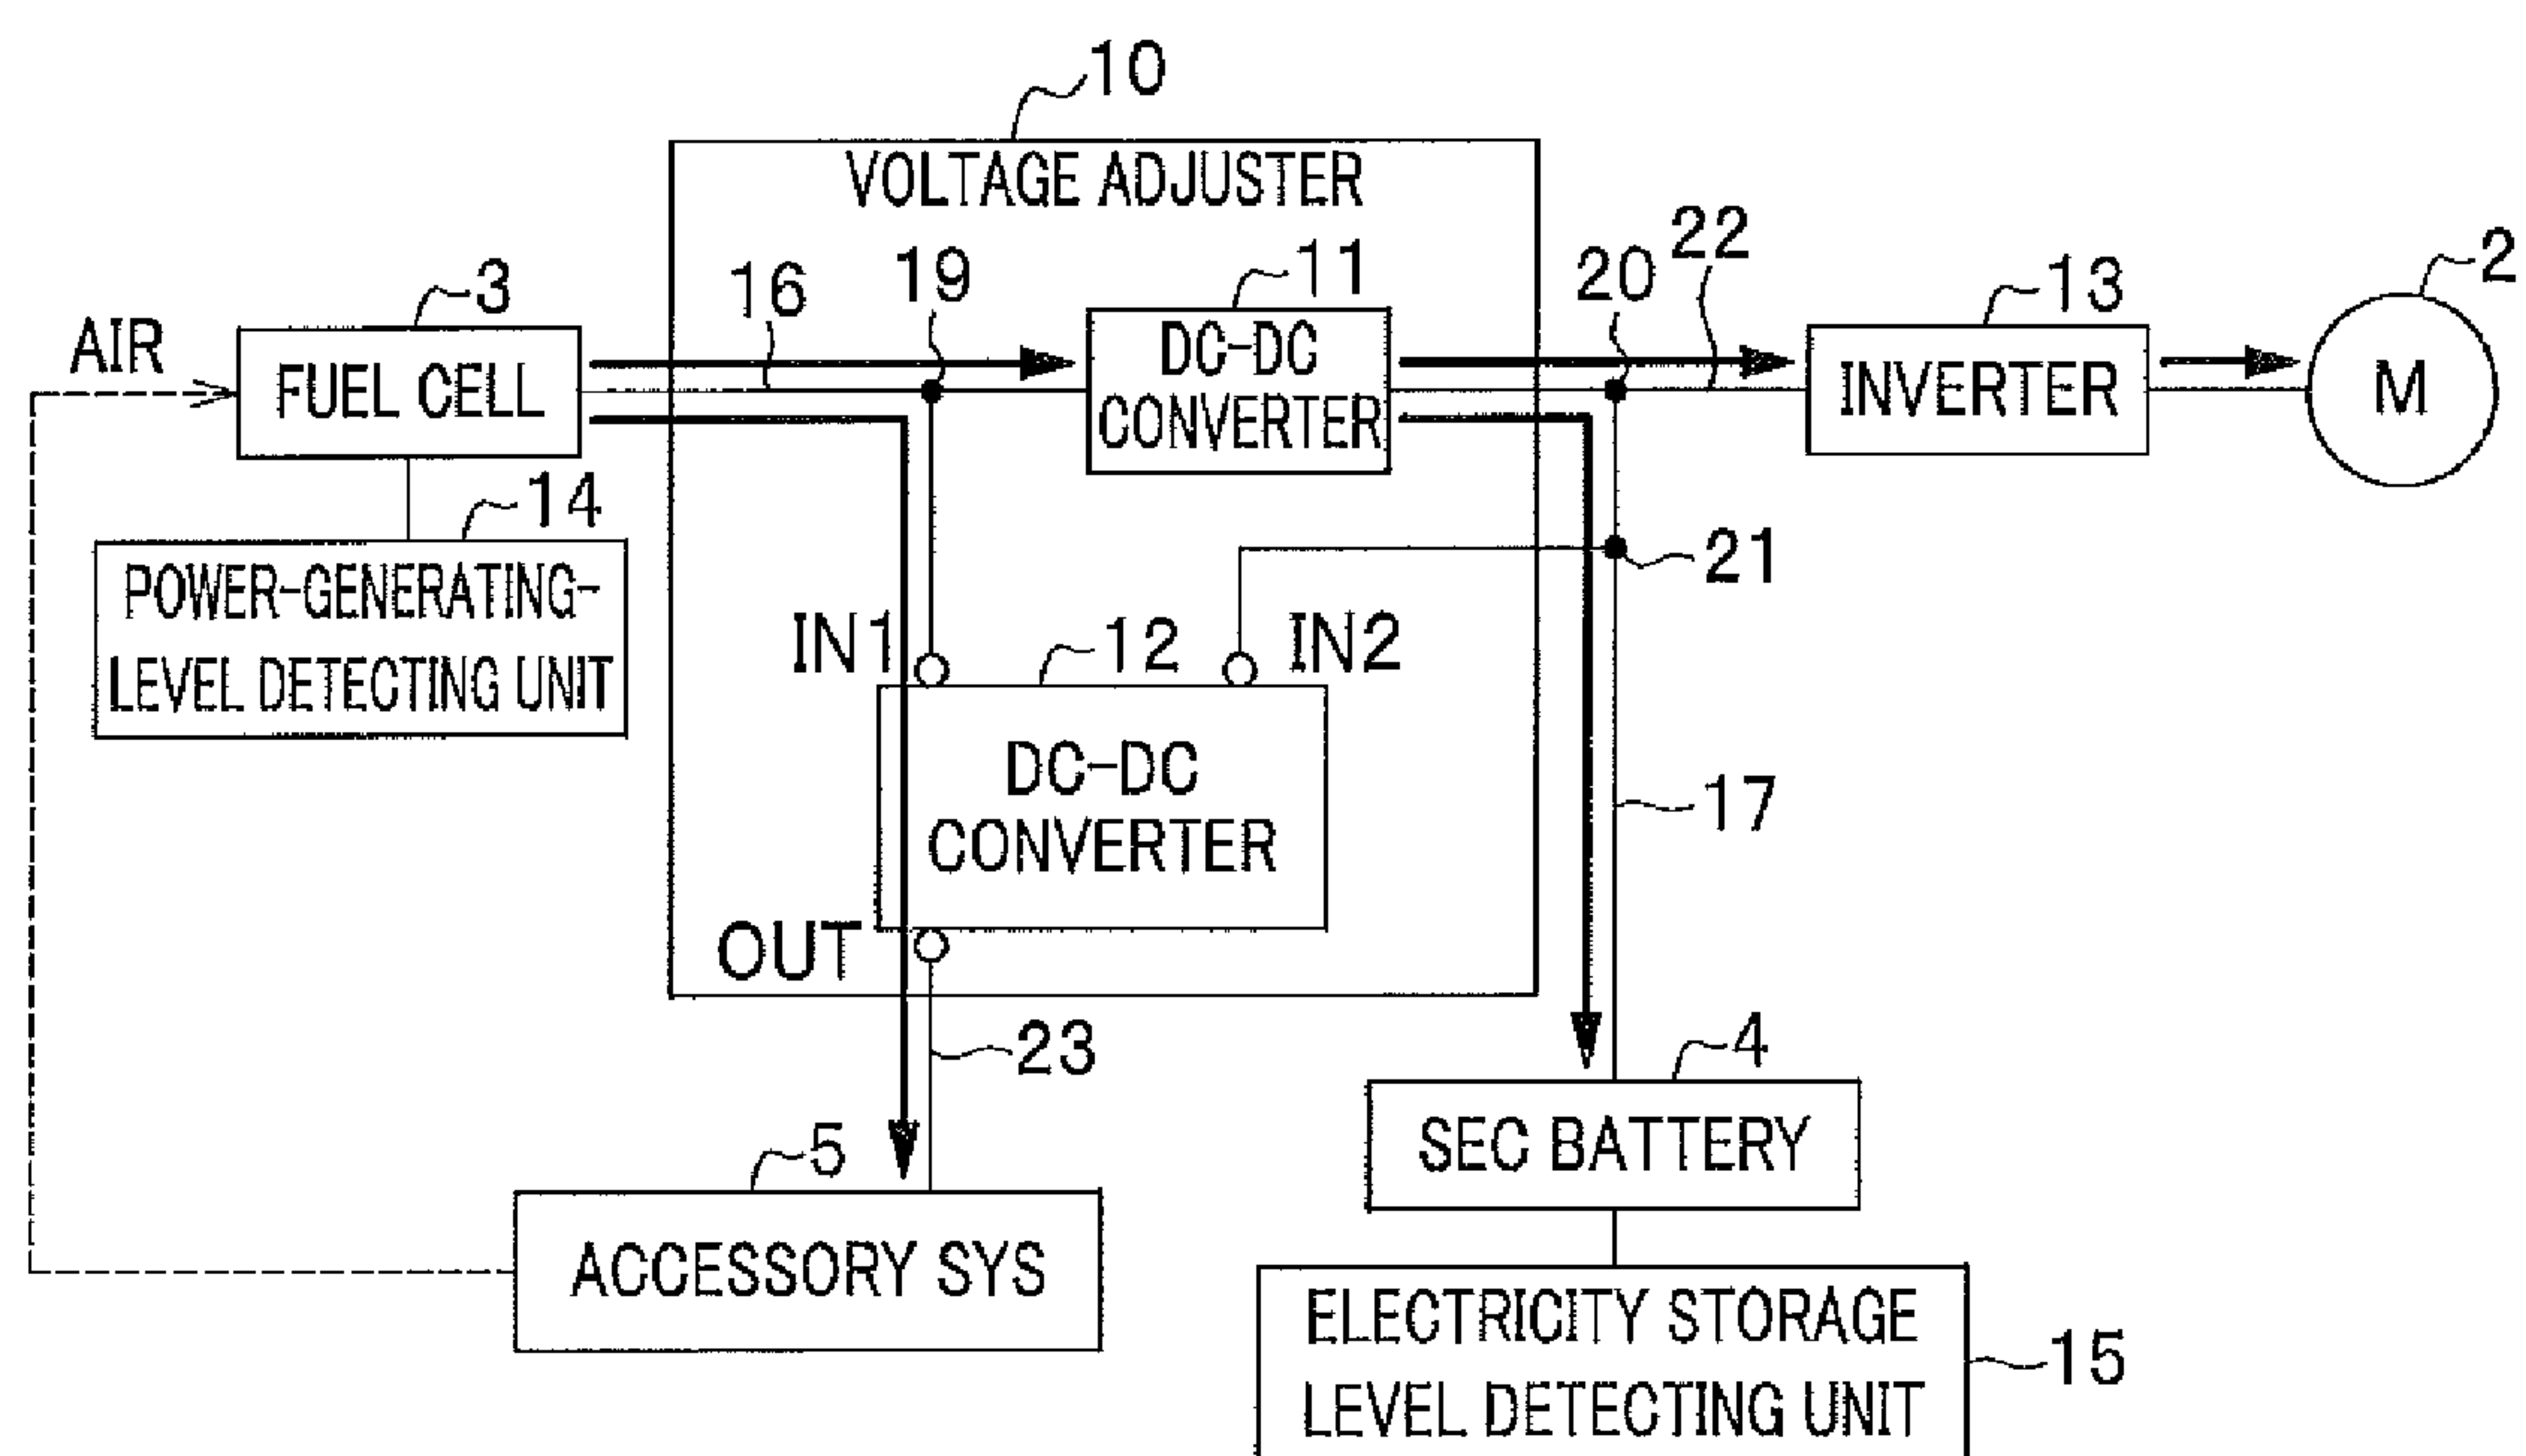 10
VOLTAGE ADJUSTER
3
16
19
11
20
22
13
2
AIR
FUEL CELL
DC-DC
CONVERTER
INVERTER
M
14
POWER-GENERATING-
LEVEL DETECTING UNIT
21
IN1
12
IN2
DC-DC
CONVERTER
17
OUT
23
4
5
SEC BATTERY
ACCESSORY SYS
ELECTRICITY STORAGE
LEVEL DETECTING UNIT
15